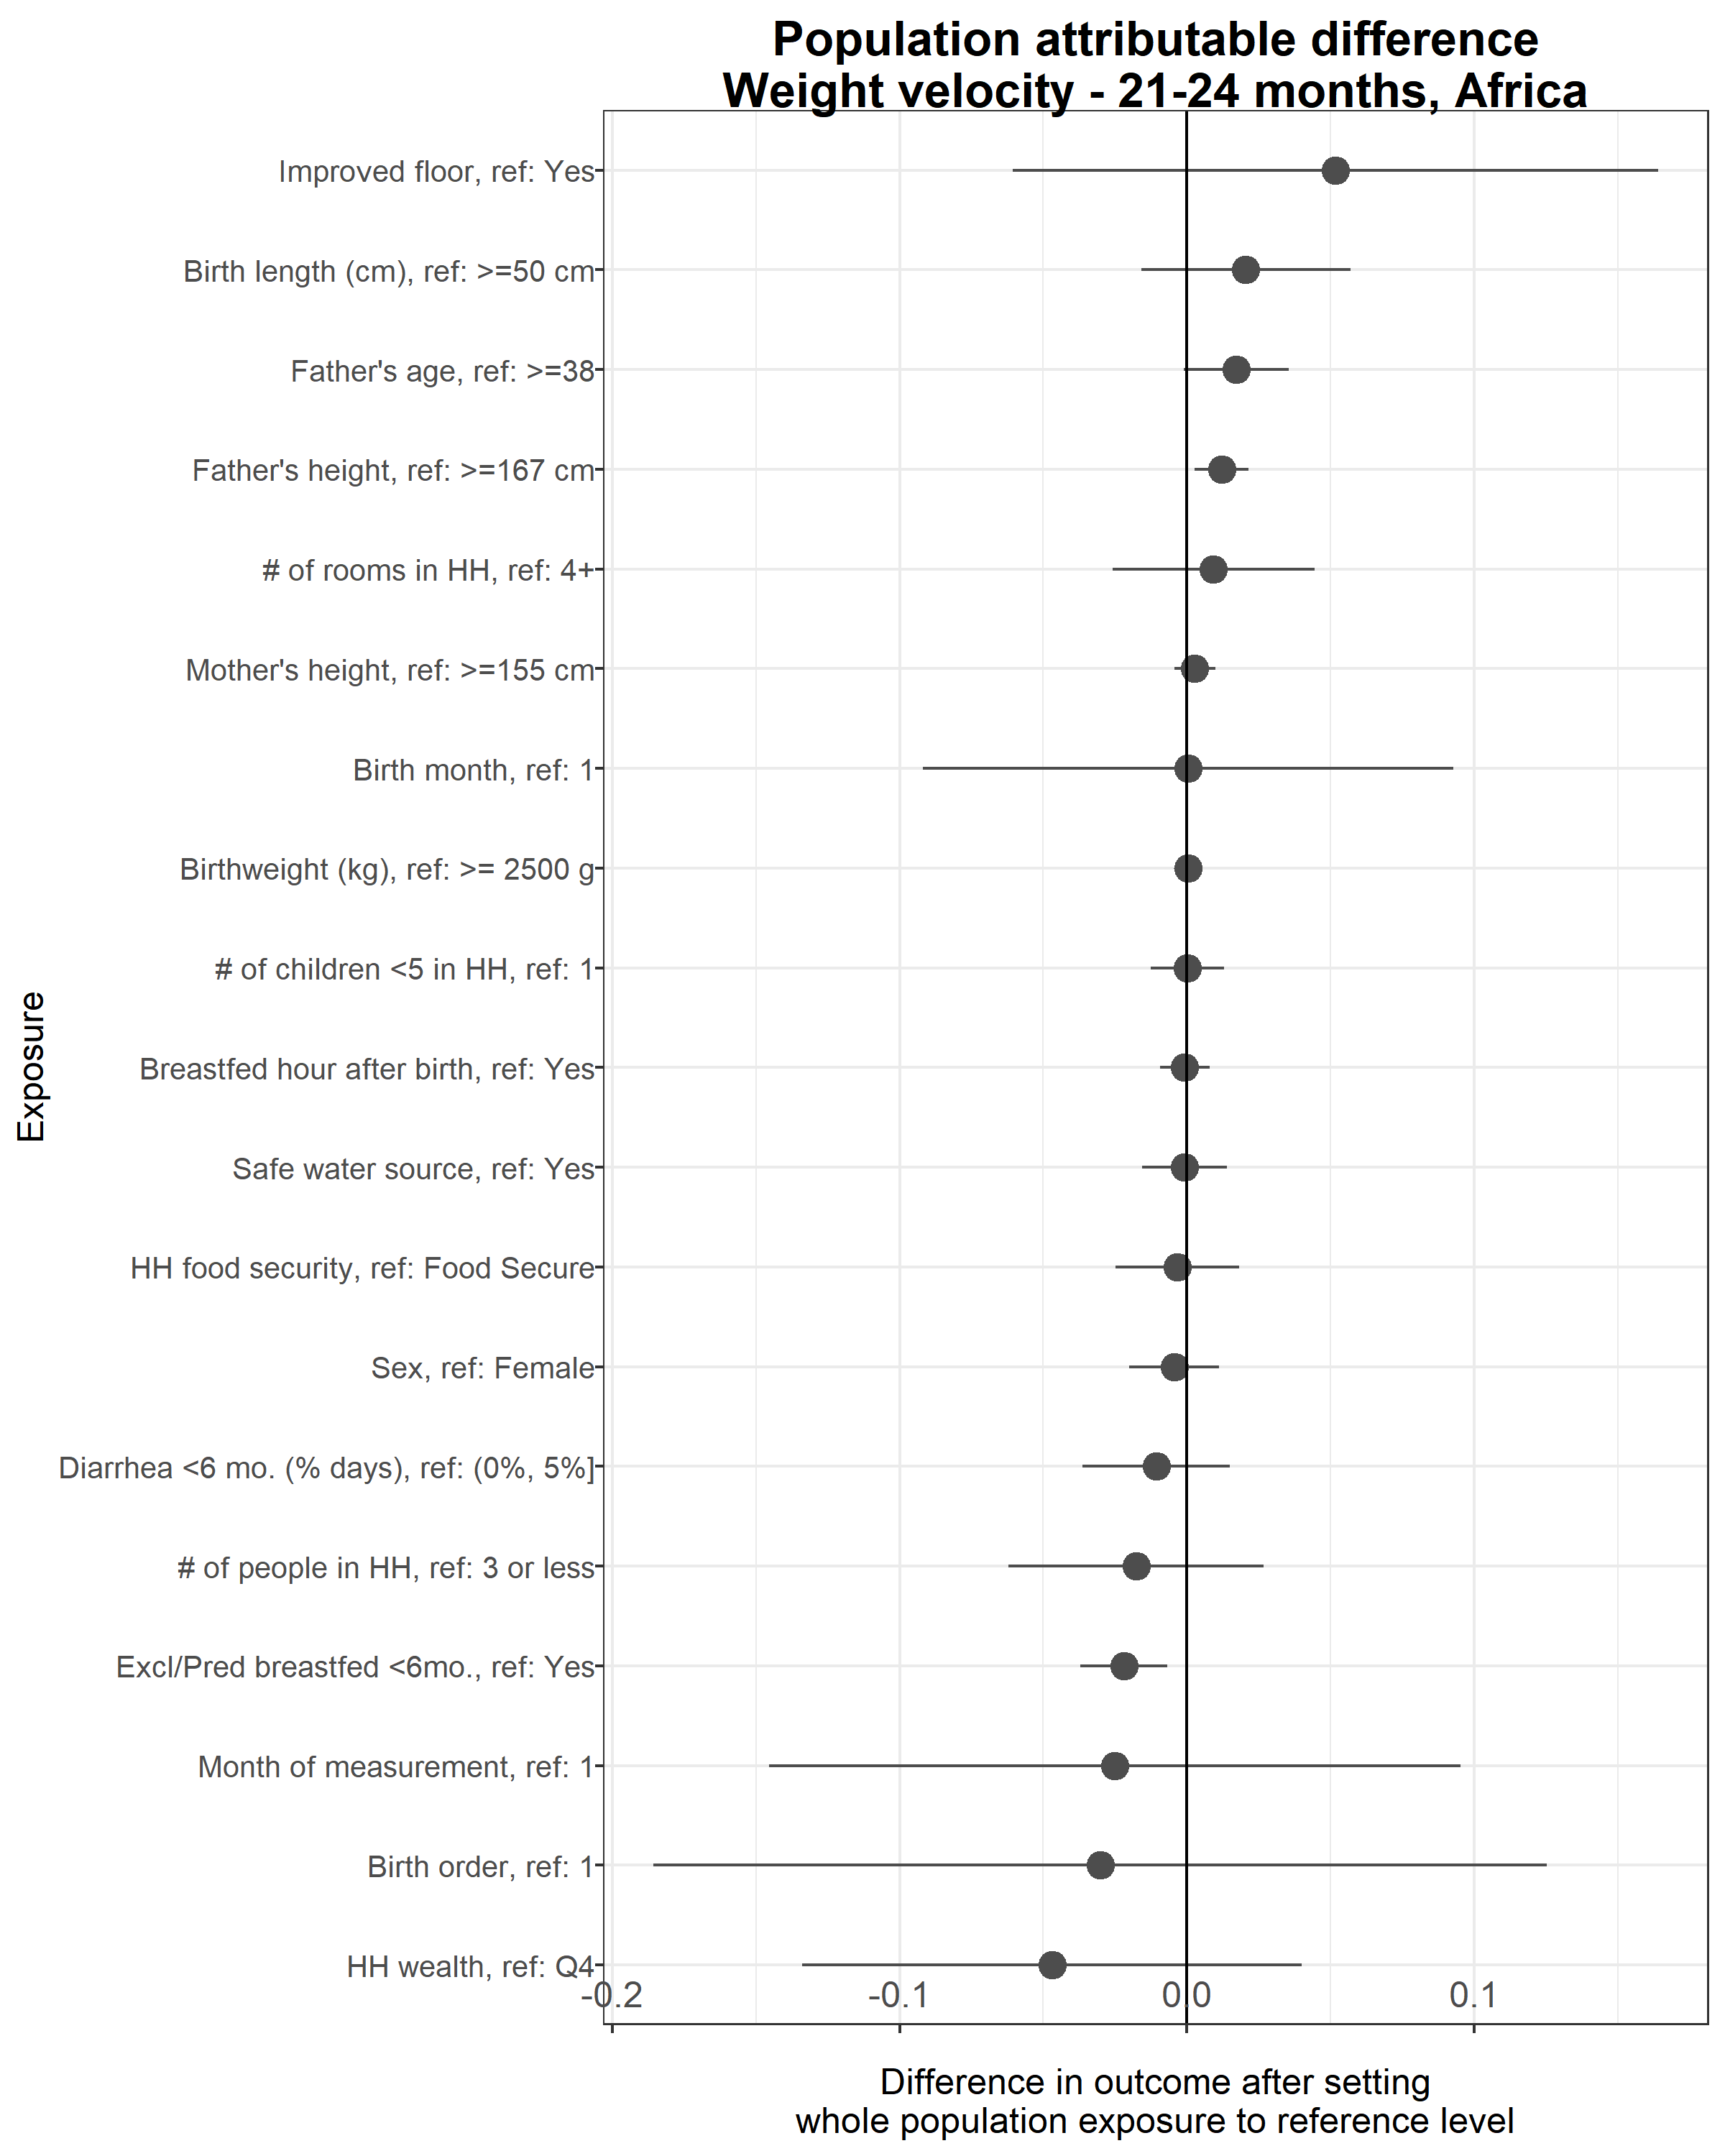 Population attributable difference
Weight velocity - 21-24 months, Africa
Exposure
Improved floor, ref: Yes
Birth length (cm), ref: >=50 cm
Father's age, ref: >=38
Father's height, ref: >=167 cm
# of rooms in HH, ref: 4+
Mother's height, ref: >=155 cm
Birth month, ref: 1
Birthweight (kg), ref: >= 2500 g
# of children <5 in HH, ref: 1
Breastfed hour after birth, ref: Yes
Safe water source, ref: Yes
HH food security, ref: Food Secure
Sex, ref: Female
Diarrhea <6 mo. (% days), ref: (0%, 5%]
# of people in HH, ref: 3 or less
Excl/Pred breastfed <6mo., ref: Yes
Month of measurement, ref: 1
Birth order, ref: 1
HH wealth, ref: Q4
-0.2 -0.1 0.0 0.1
Difference in outcome after setting
whole population exposure to reference level